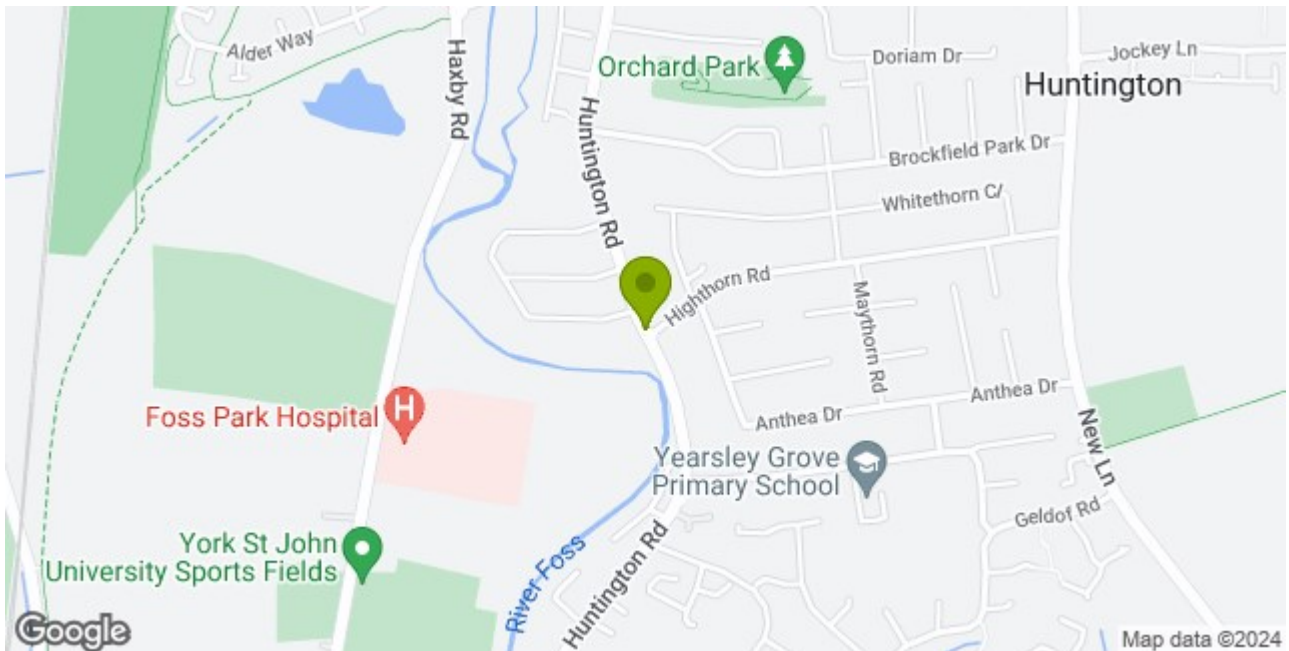 Alder Way
Haxby Rd
Huntington Rd
Orchard Park
Doriam Dr
Jockey Ln
Huntington
Brockfield Park Dr
Whitethorn Cl
Highthorn Rd
Maythorn Rd
Foss Park Hospital
H
Anthea Dr
Anthea Dr
New Ln
Yearsley Grove
Primary School
Geldof Rd
York St John
University Sports Fields
River Foss
Huntington Rd
Google
Map data ©2024